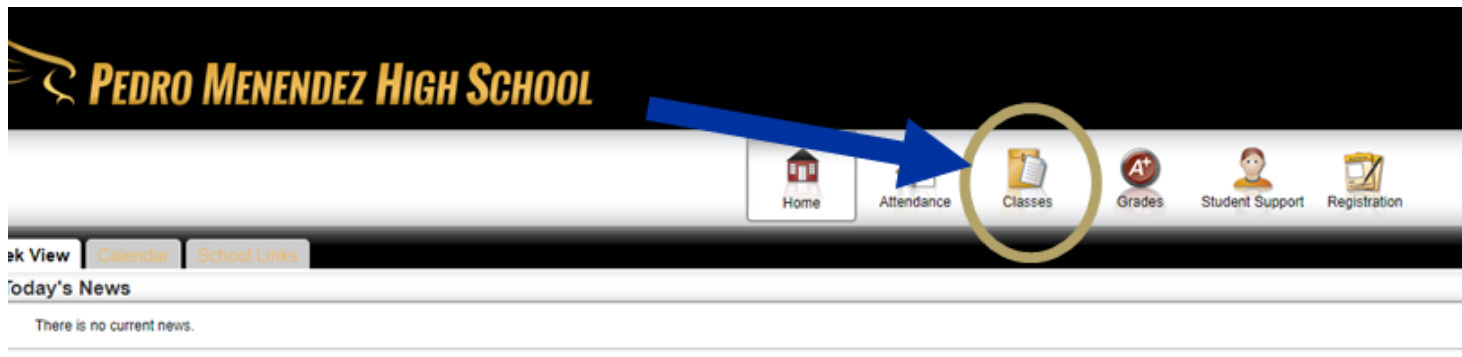 PEDRO MENENDEZ HIGH SCHOOL
A+
Home Attendance Classes Grades Student Support Registration
ek View Calendar School Links
Today's News
There is no current news.